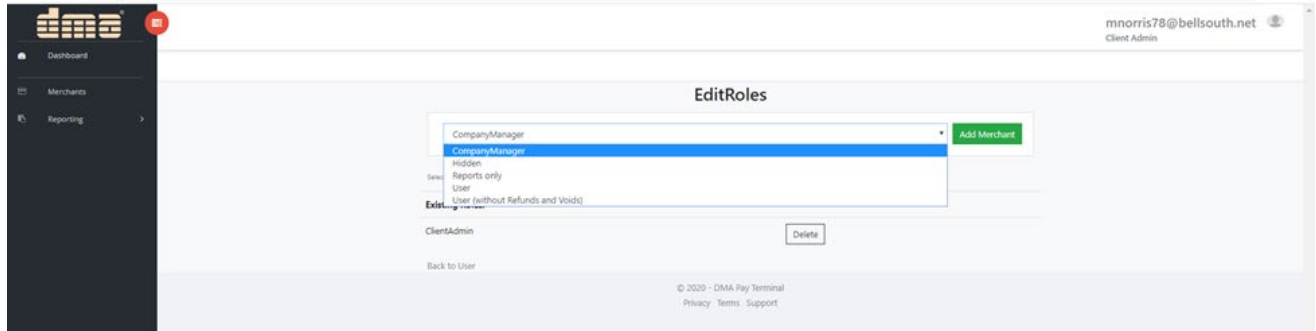 dma
mnorris78@bellsouth.net
Client Admin
Dashboard
Merchants
Reporting
EditRoles
CompanyManager
Add Merchant
CompanyManager
Hidden
Reports only
User
User (without Refunds and Voids)
ClientAdmin
Delete
Back to User
© 2020 - DMA Pay Terminal
Privacy Terms Support